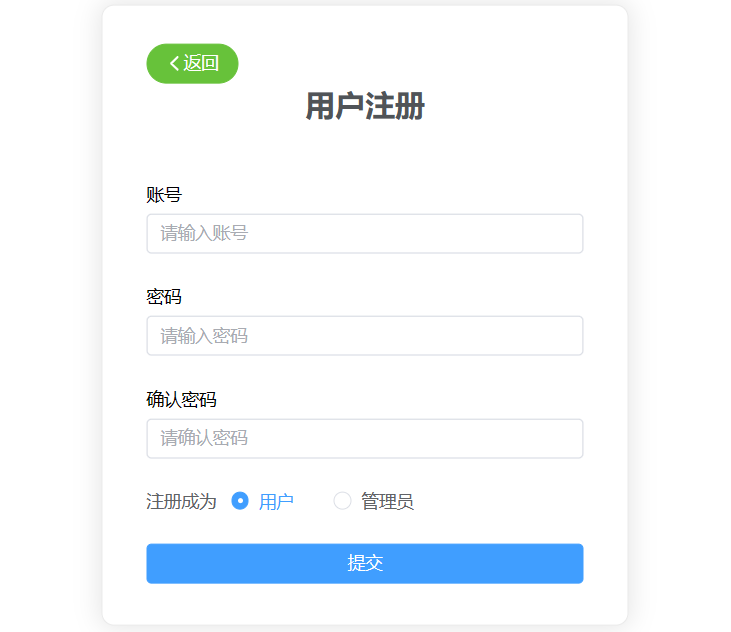 返回
用户注册
账号
请输入账号
密码
请输入密码
确认密码
请确认密码
注册成为 用户 管理员
提交